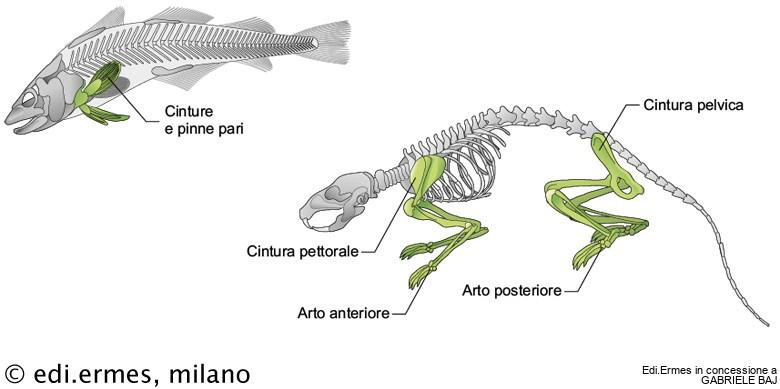 Cinture
e pinne pari
Cintura pelvica
Cintura pettorale
Arto posteriore
Arto anteriore
© edi.ermes, milano
Edi.Ermes in concessione a
GABRIELE BAJ